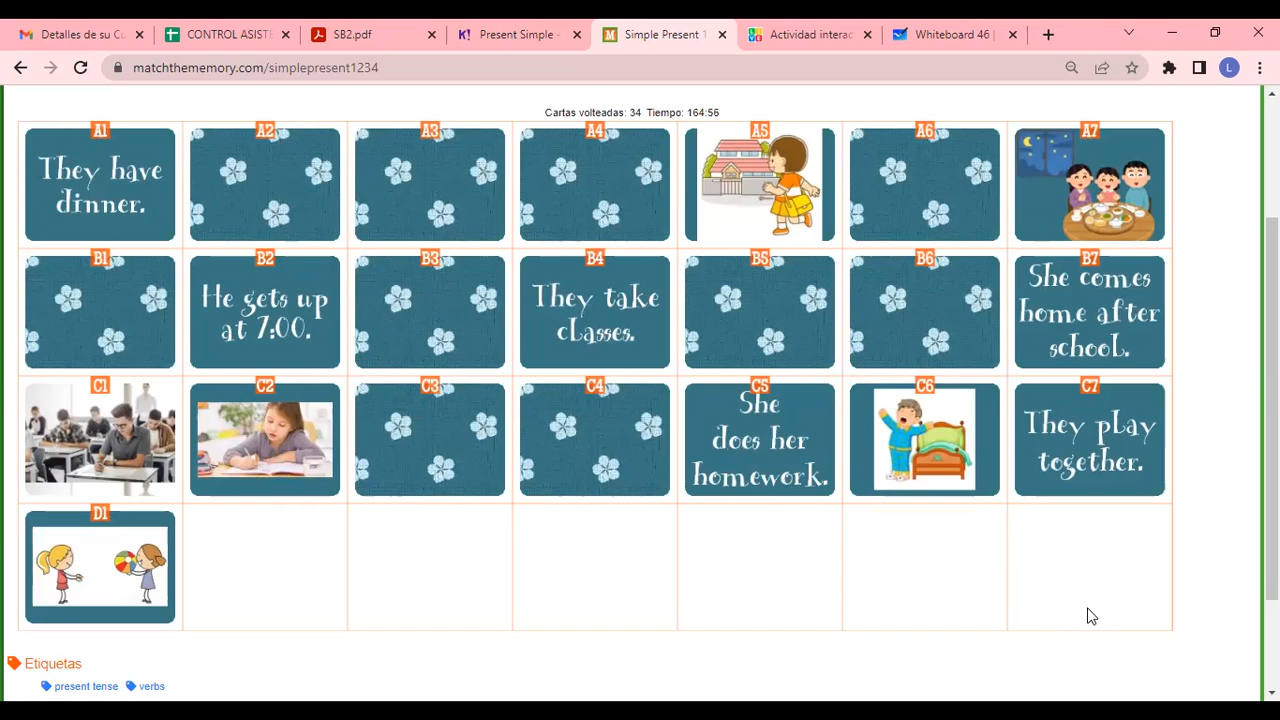 Detalles de su Cu
CONTROL ASISTE
SB2.pdf
Present Simple -
Simple Present 1
Actividad interac
Whiteboard 46 |
matchthememory.com/simplepresent1234
L
Cartas volteadas: 34 Tiempo: 164:56
A1
A2
A3
A4
A5
A6
A7
They have
dinner.
B1
B2
B3
B4
B5
B6
B7
He gets up
at 7:00.
They take
classes.
She comes
home after
school.
C1
C2
C3
C4
C5
C6
C7
She
does her
homework.
They play
together.
D1
Etiquetas
present tense
verbs